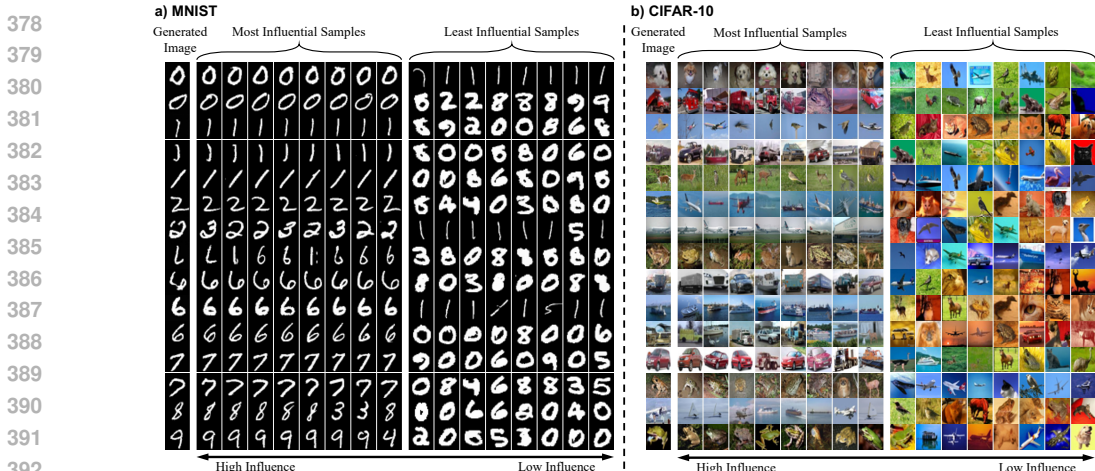 378
379
380
381
382
383
384
385
386
387
388
389
390
391
392
a) MNIST
Generated Image
Most Influential Samples
Least Influential Samples
High Influence
Low Influence
b) CIFAR-10
Generated Image
Most Influential Samples
Least Influential Samples
High Influence
Low Influence